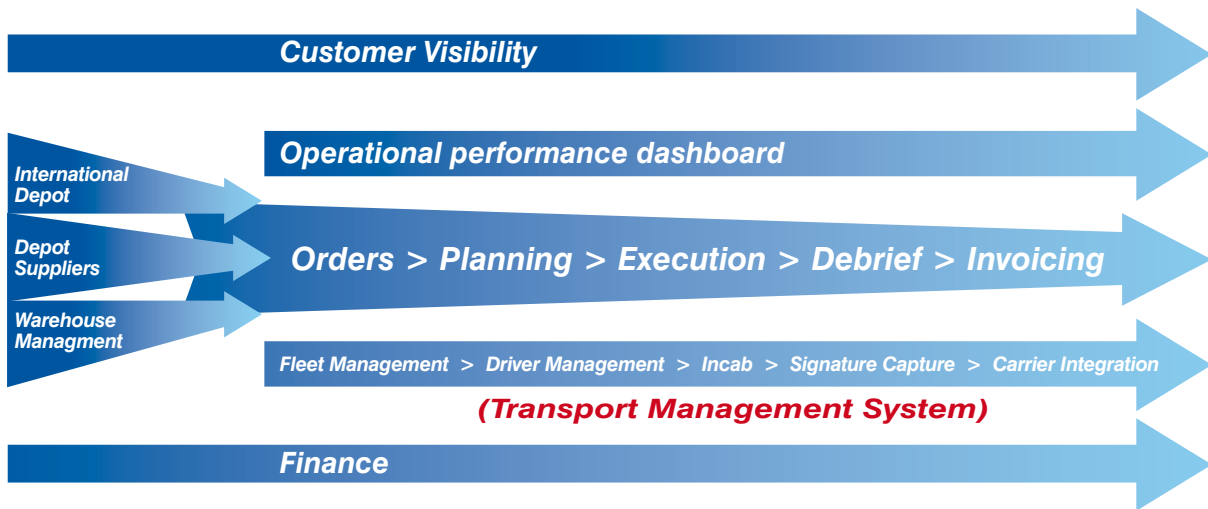 Customer Visibility
Operational performance dashboard
International
Depot
Depot
Suppliers
Warehouse
Managment
Orders > Planning > Execution > Debrief > Invoicing
Fleet Management > Driver Management > Incab > Signature Capture > Carrier Integration
(Transport Management System)
Finance